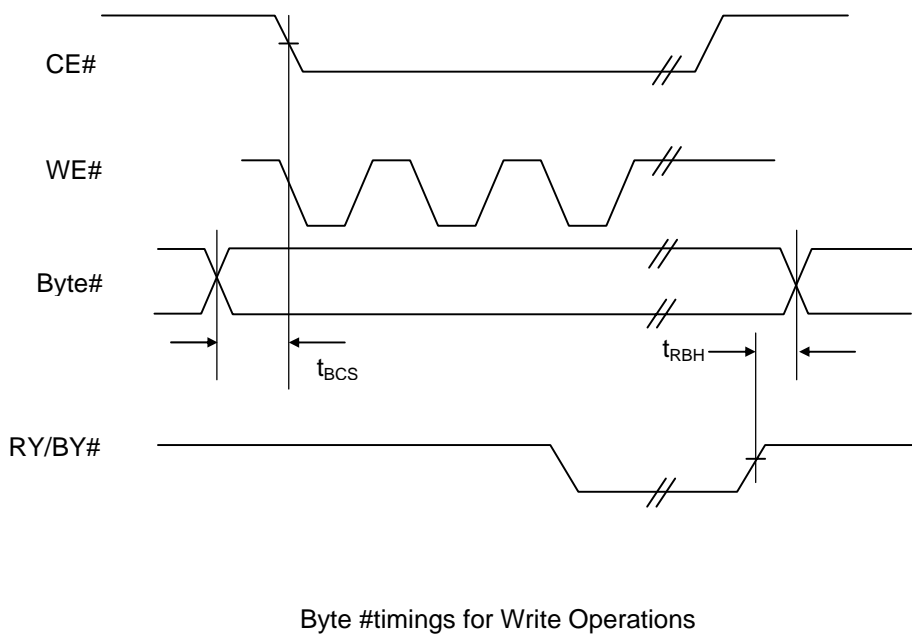 CE#
WE#
Byte#
tBCS
tRBH
RY/BY#
Byte #timings for Write Operations